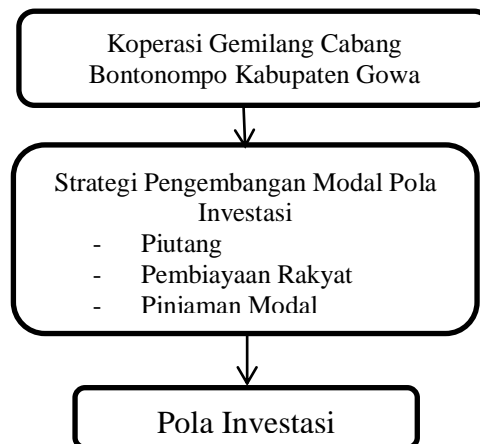 Koperasi Gemilang Cabang
Bontonompo Kabupaten Gowa
Strategi Pengembangan Modal Pola
Investasi
- Piutang
- Pembiayaan Rakyat
- Pinjaman Modal
Pola Investasi